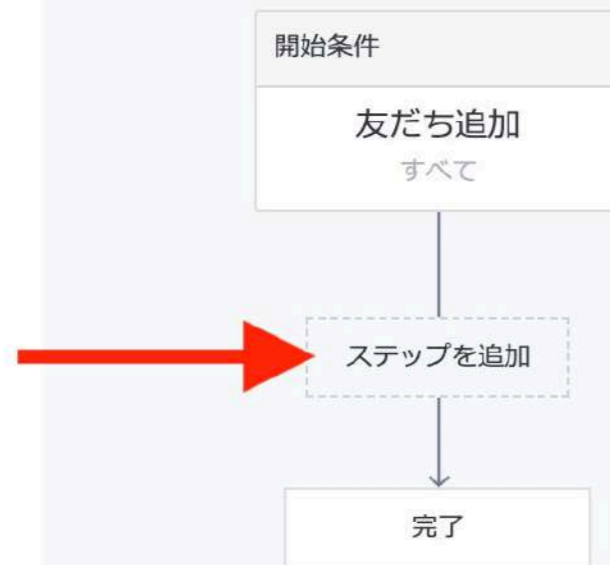 開始条件
友だち追加
すべて
ステップを追加
完了